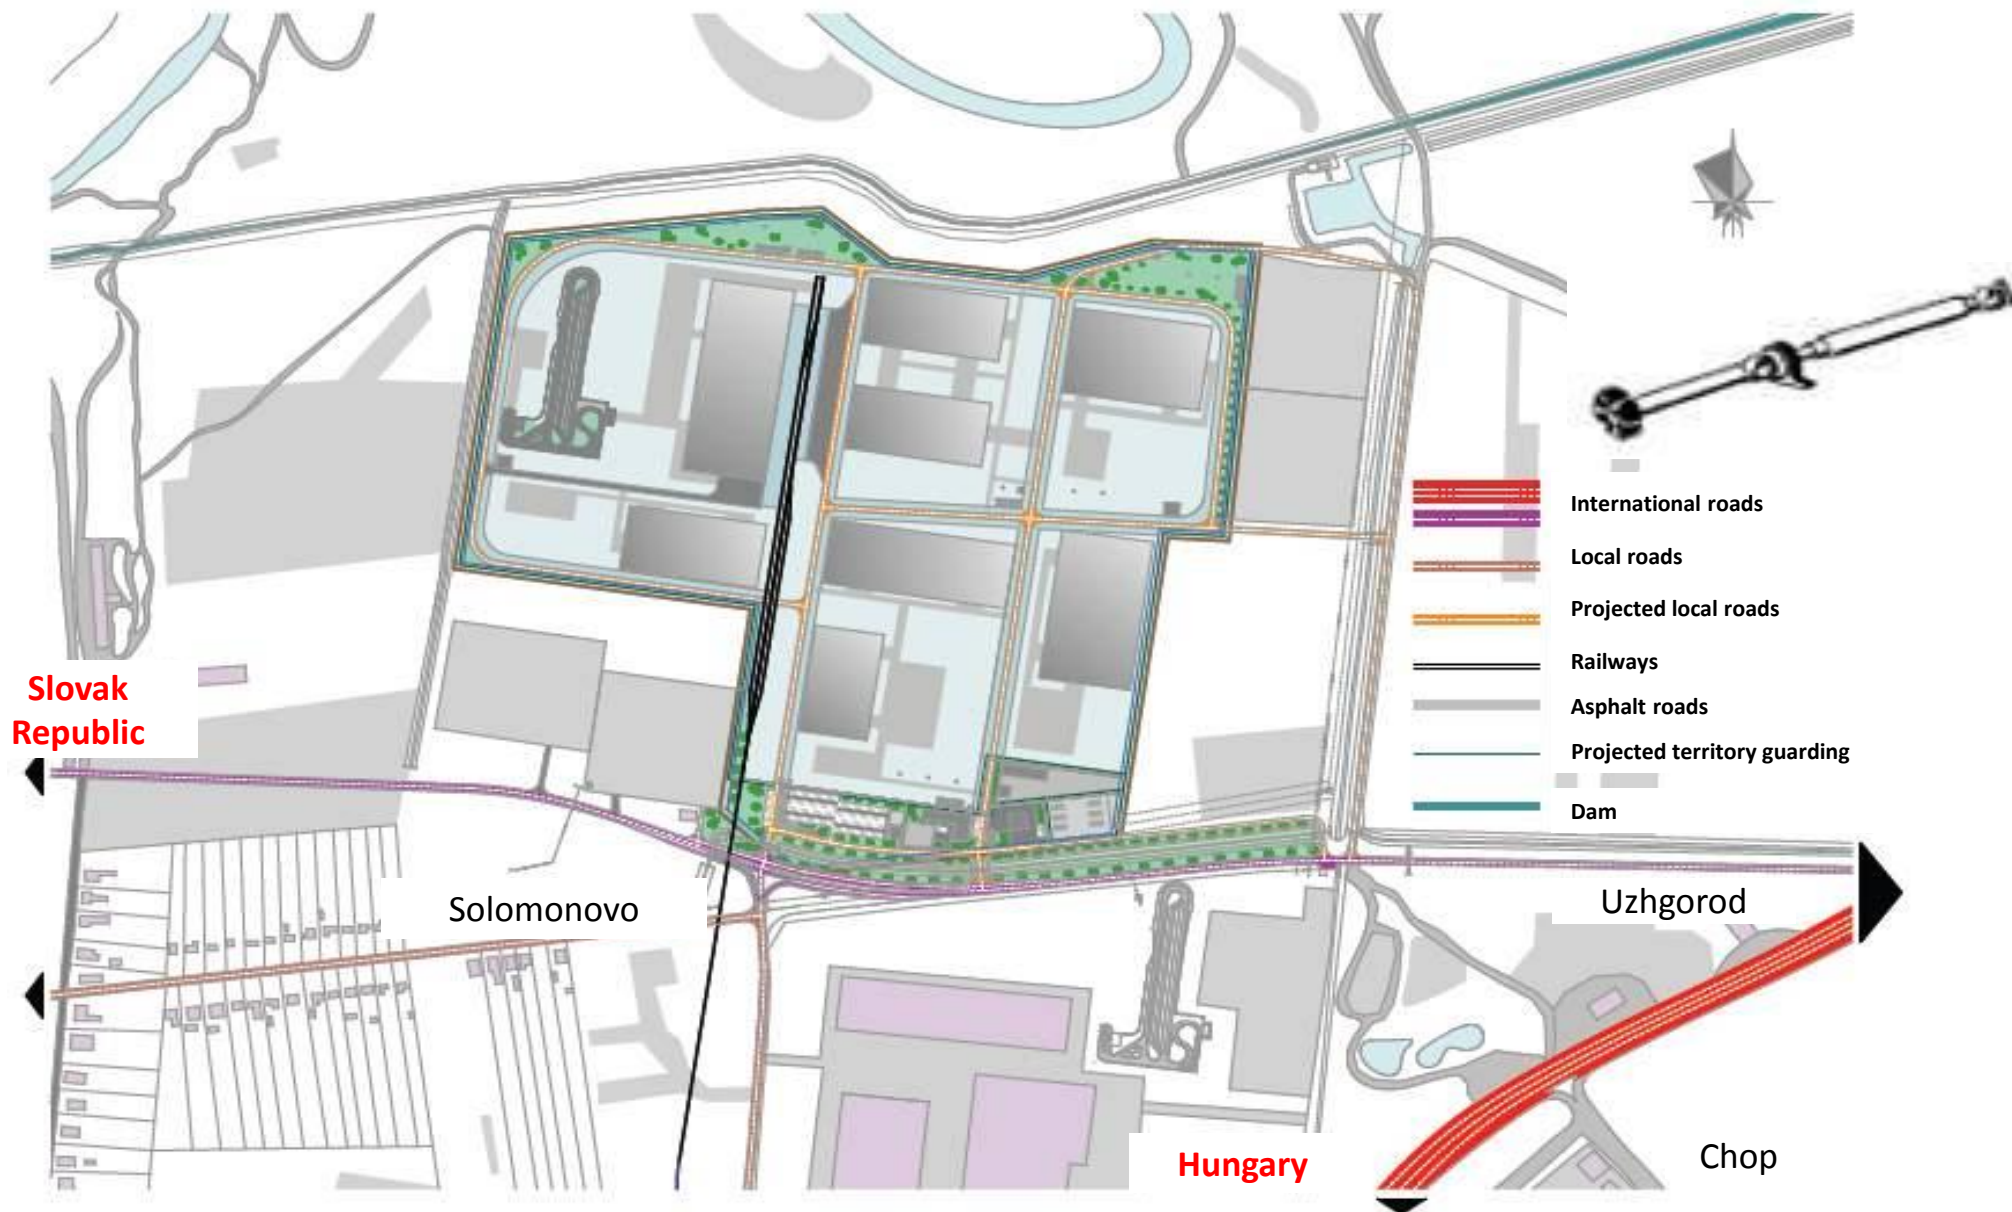 International roads
Local roads
Projected local roads
Railways
Asphalt roads
Projected territory guarding
Dam
Slovak
Republic
Solomonovo
Uzhgorod
Hungary
Chop